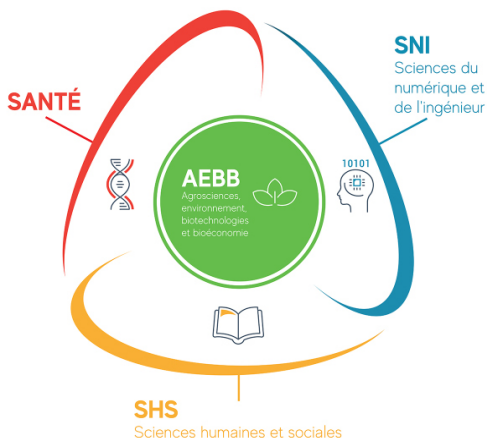 SANTÉ
SNI
Sciences du
numérique et
de l'ingénieur
10101
AEBB
Agrosciences,
environnement,
biotechnologies
et bioéconomie
SHS
Sciences humaines et sociales